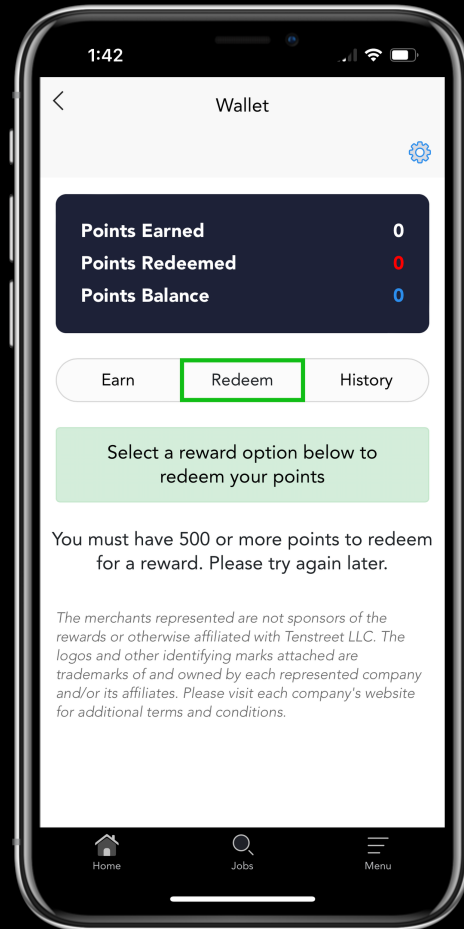 1:42
Wallet
Points Earned 0
Points Redeemed 0
Points Balance 0
Earn Redeem History
Select a reward option below to
redeem your points
You must have 500 or more points to redeem
for a reward. Please try again later.
The merchants represented are not sponsors of the
rewards or otherwise affiliated with Tenstreet LLC. The
logos and other identifying marks attached are
trademarks of and owned by each represented company
and/or its affiliates. Please visit each company's website
for additional terms and conditions.
Home Jobs Menu